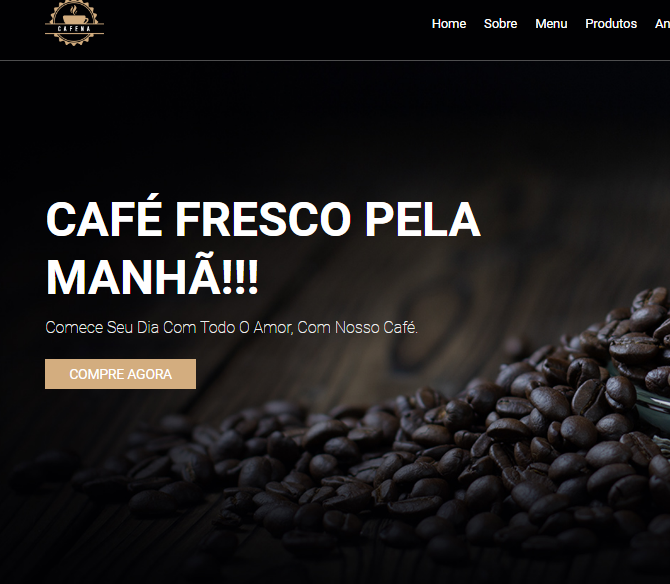 CAFENA
Home Sobre Menu Produtos An
CAFÉ FRESCO PELA
MANHÃ!!!
Comece Seu Dia Com Todo O Amor, Com Nosso Café.
COMPRE AGORA